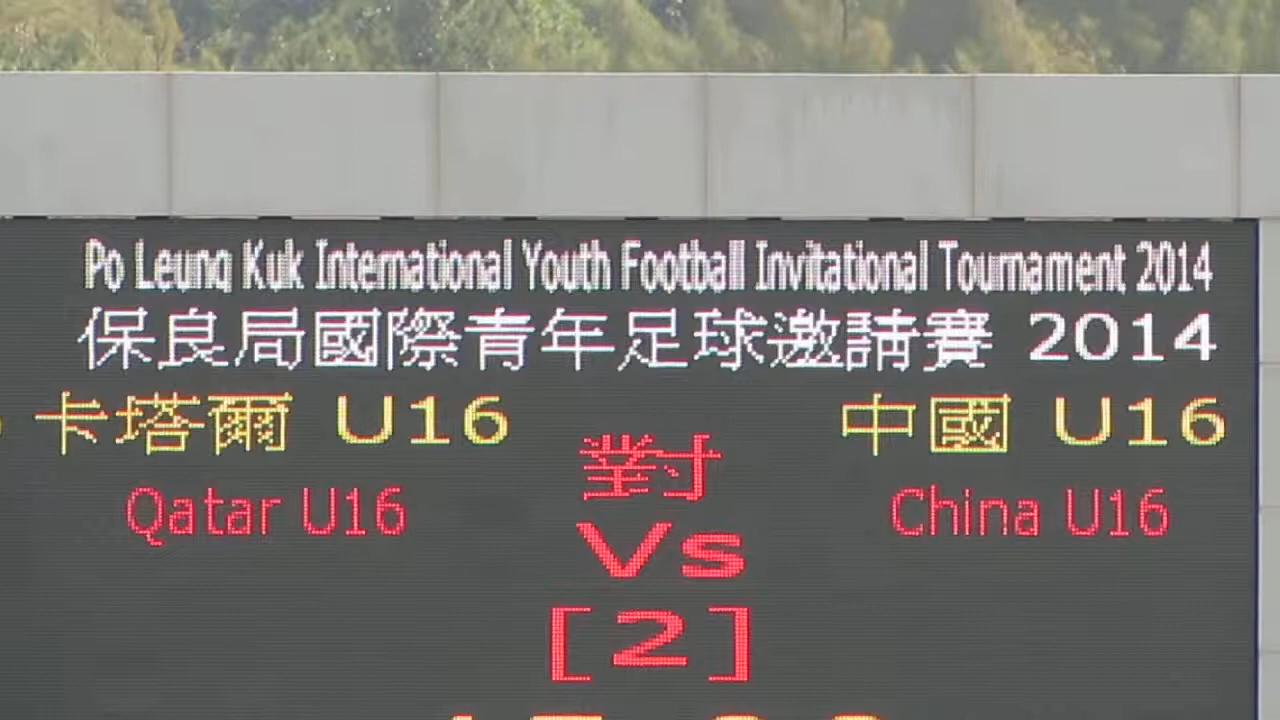 Po Leung Kuk International Youth Football Invitational Tournament 2014
保良局國際青年足球邀請賽 2014
卡塔爾 U16
中國 U16
對
Qatar U16
China U16
Vs
[2]